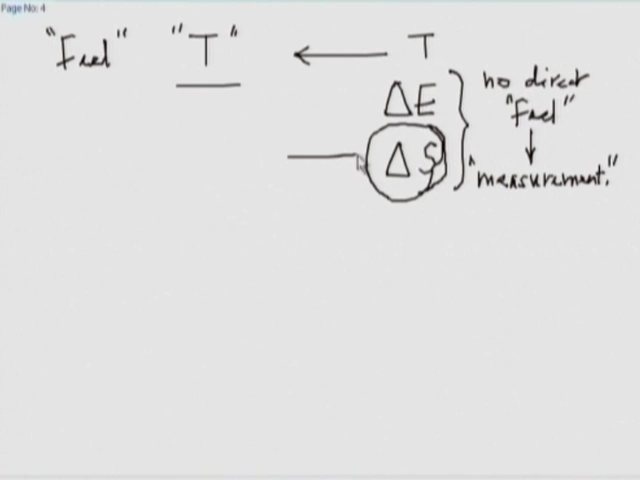 Page No: 4
"Feel" "T" ← T
ΔE
ΔS
no direct
"Feel"
↓
"measurement."